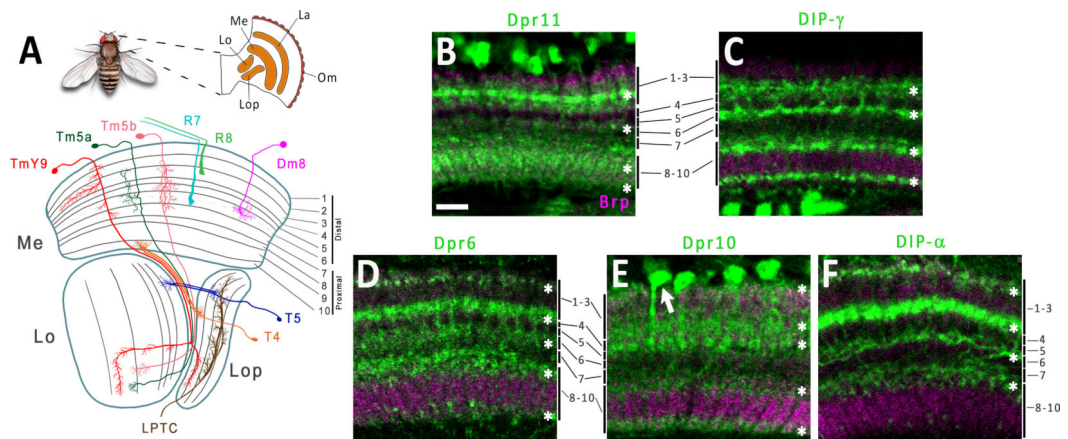 A
Me
La
Lo
Om
Lop
Tm5a
Tm5b
R7
R8
TmY9
Dm8
Me
1
2
3
4
5
6
7
8
9
10
Distal
Proximal
T5
T4
Lo
Lop
LPTC
Dpr11
B
*
*
*
*
Brp
1-3
4
5
6
7
8-10
DIP-γ
C
*
*
*
*
Dpr6
D
*
*
*
*
*
1-3
4
5
6
7
8-10
Dpr10
E
*
*
*
*
DIP-α
F
*
*
*
*
1-3
4
5
6
7
8-10